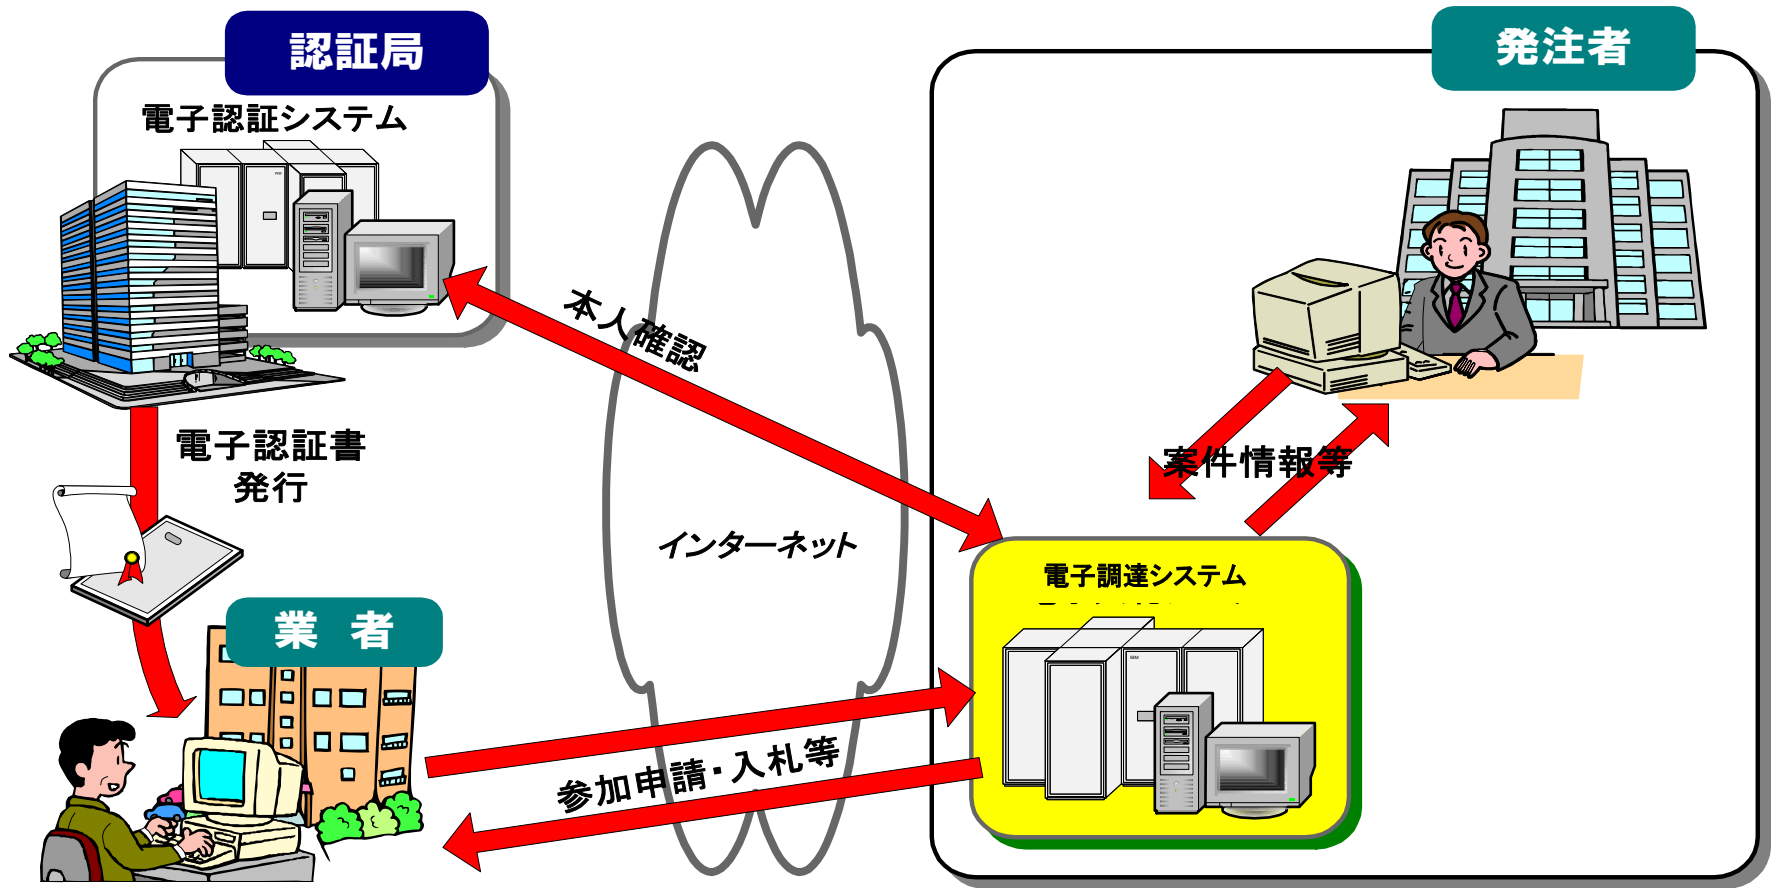 認証局
発注者
電子認証システム
本人確認
電子認証書
発行
案件情報等
インターネット
電子調達システム
業 者
参加申請・入札等